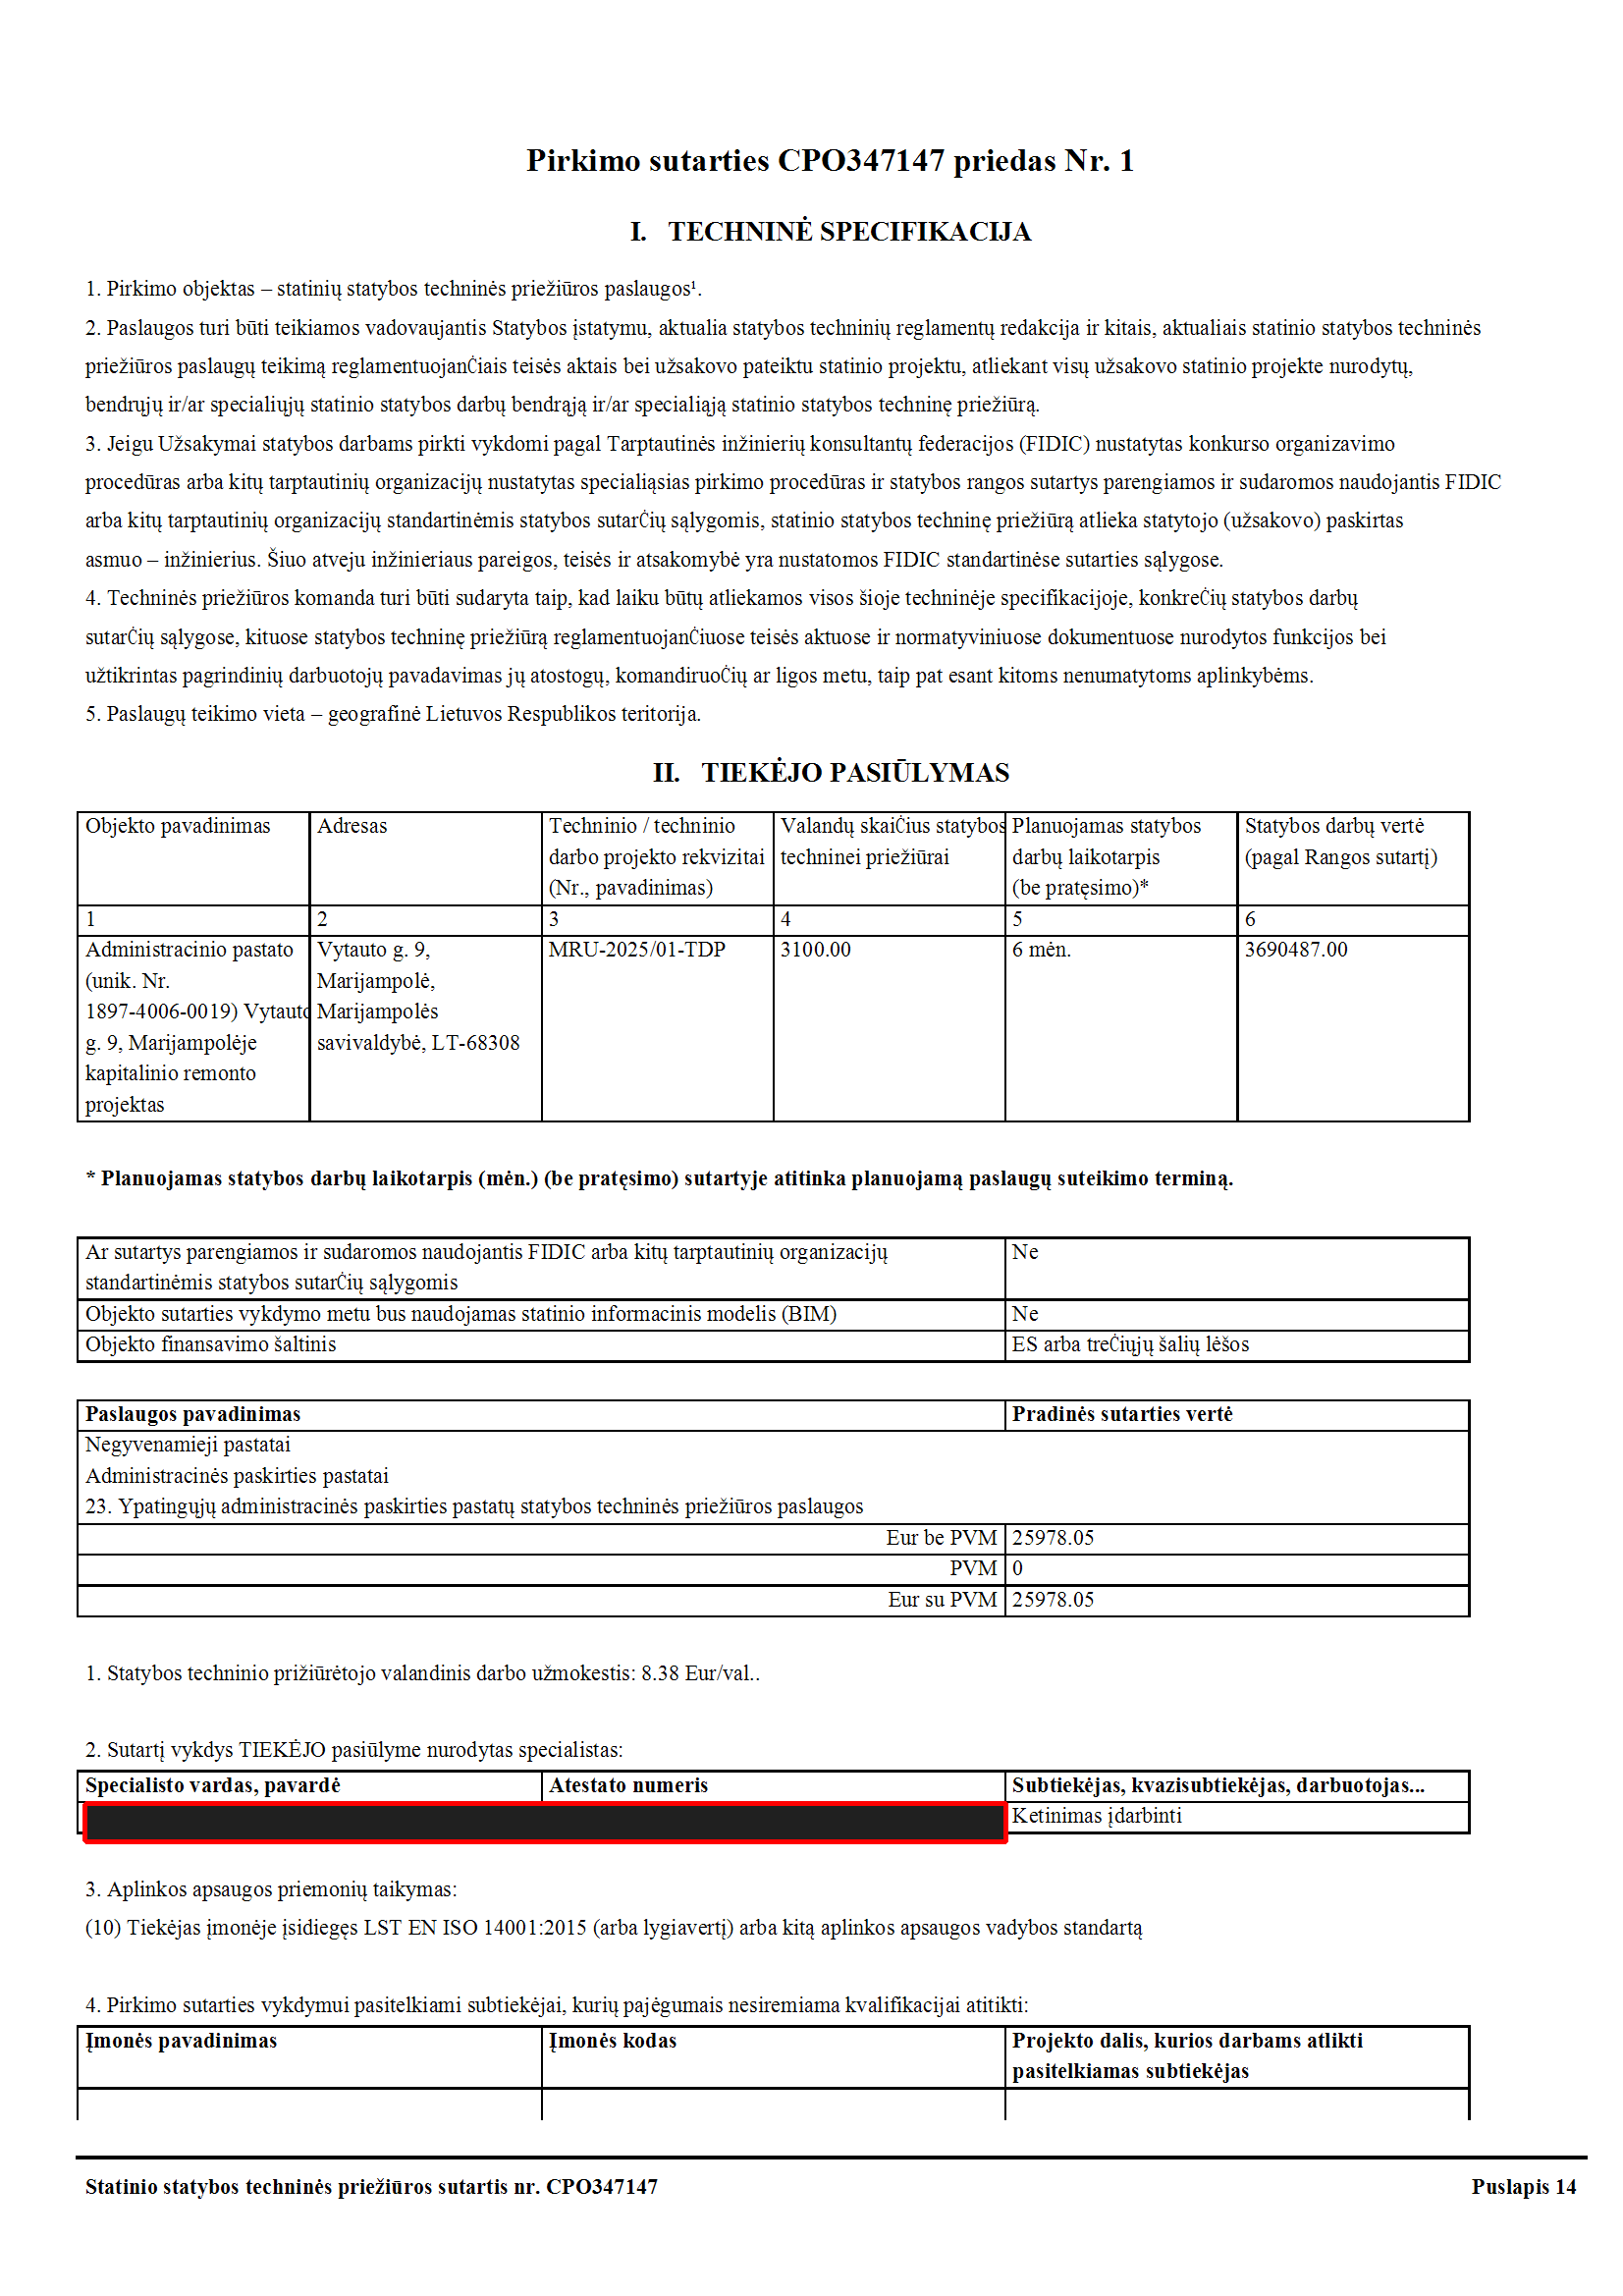 Pirkimo sutarties CPO347147 priedas Nr. 1
I. TECHNINĖ SPECIFIKACIJA
1. Pirkimo objektas – statinių statybos techninės priežiūros paslaugos¹.
2. Paslaugos turi būti teikiamos vadovaujantis Statybos įstatymu, aktualia statybos techninių reglamentų redakcija ir kitais, aktualiais statinio statybos techninės
priežiūros paslaugų teikimą reglamentuojančiais teisės aktais bei užsakovo pateiktu statinio projektu, atliekant visų užsakovo statinio projekte nurodytų,
bendrųjų ir/ar specialiųjų statinio statybos darbų bendrąją ir/ar specialiąją statinio statybos techninę priežiūrą.
3. Jeigu Užsakymai statybos darbams pirkti vykdomi pagal Tarptautinės inžinierių konsultantų federacijos (FIDIC) nustatytas konkurso organizavimo
procedūras arba kitų tarptautinių organizacijų nustatytas specialiąsias pirkimo procedūras ir statybos rangos sutartys parengiamos ir sudaromos naudojantis FIDIC
arba kitų tarptautinių organizacijų standartinėmis statybos sutarčių sąlygomis, statinio statybos techninę priežiūrą atlieka statytojo (užsakovo) paskirtas
asmuo – inžinierius. Šiuo atveju inžinieriaus pareigos, teisės ir atsakomybė yra nustatomos FIDIC standartinėse sutarties sąlygose.
4. Techninės priežiūros komanda turi būti sudaryta taip, kad laiku būtų atliekamos visos šioje techninėje specifikacijoje, konkrečių statybos darbų
sutarčių sąlygose, kituose statybos techninę priežiūrą reglamentuojančiuose teisės aktuose ir normatyviniuose dokumentuose nurodytos funkcijos bei
užtikrintas pagrindinių darbuotojų pavadavimas jų atostogų, komandiruočių ar ligos metu, taip pat esant kitoms nenumatytoms aplinkybėms.
5. Paslaugų teikimo vieta – geografinė Lietuvos Respublikos teritorija.
II. TIEKĖJO PASIŪLYMAS
Objekto pavadinimas
Adresas
Techninio / techninio
darbo projekto rekvizitai
(Nr., pavadinimas)
Valandų skaičius statybos
techninei priežiūrai
Planuojamas statybos
darbų laikotarpis
(be pratęsimo)*
Statybos darbų vertė
(pagal Rangos sutartį)
1 2 3 4 5 6
Administracinio pastato
(unik. Nr.
1897-4006-0019) Vytauto
g. 9, Marijampolėje
kapitalinio remonto
projektas
Vytauto g. 9,
Marijampolė,
Marijampolės
savivaldybė, LT-68308
MRU-2025/01-TDP
3100.00
6 mėn.
3690487.00
* Planuojamas statybos darbų laikotarpis (mėn.) (be pratęsimo) sutartyje atitinka planuojamą paslaugų suteikimo terminą.
Ar sutartys parengiamos ir sudaromos naudojantis FIDIC arba kitų tarptautinių organizacijų
standartinėmis statybos sutarčių sąlygomis
Ne
Objekto sutarties vykdymo metu bus naudojamas statinio informacinis modelis (BIM) Ne
Objekto finansavimo šaltinis ES arba trečiųjų šalių lėšos
Paslaugos pavadinimas Pradinės sutarties vertė
Negyvenamieji pastatai
Administracinės paskirties pastatai
23. Ypatingųjų administracinės paskirties pastatų statybos techninės priežiūros paslaugos
Eur be PVM 25978.05
PVM 0
Eur su PVM 25978.05
1. Statybos techninio prižiūrėtojo valandinis darbo užmokestis: 8.38 Eur/val..
2. Sutartį vykdys TIEKĖJO pasiūlyme nurodytas specialistas:
Specialisto vardas, pavardė Atestato numeris Subtiekėjas, kvazisubtiekėjas, darbuotojas...
Ketinimas įdarbinti
3. Aplinkos apsaugos priemonių taikymas:
(10) Tiekėjas įmonėje įsidiegęs LST EN ISO 14001:2015 (arba lygiavertį) arba kitą aplinkos apsaugos vadybos standartą
4. Pirkimo sutarties vykdymui pasitelkiami subtiekėjai, kurių pajėgumais nesiremiama kvalifikacijai atitikti:
Įmonės pavadinimas Įmonės kodas Projekto dalis, kurios darbams atlikti
pasitelkiamas subtiekėjas
Statinio statybos techninės priežiūros sutartis nr. CPO347147 Puslapis 14